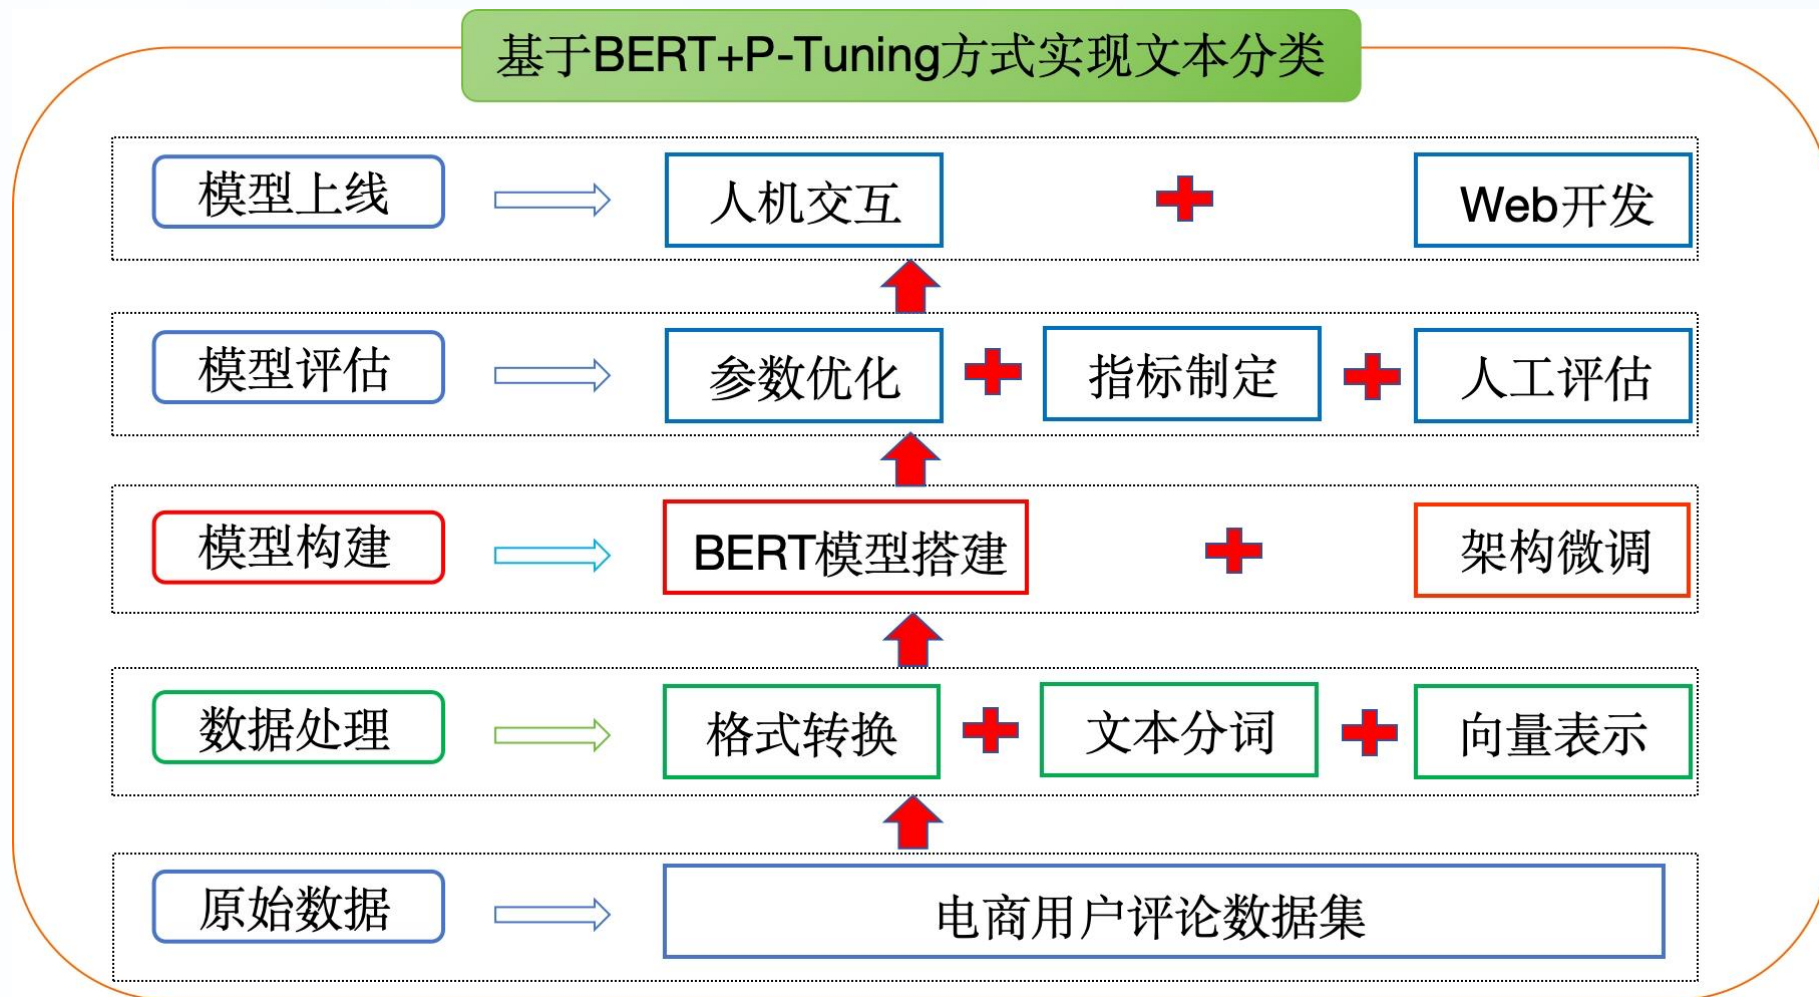 基于BERT+P-Tuning方式实现文本分类
模型上线 人机交互 Web开发
模型评估 参数优化 指标制定 人工评估
模型构建 BERT模型搭建 架构微调
数据处理 格式转换 文本分词 向量表示
原始数据 电商用户评论数据集